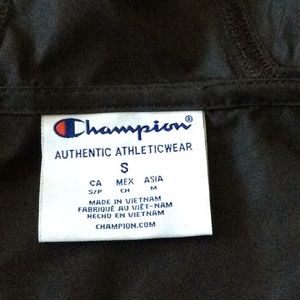 Champion®
AUTHENTIC ATHLETICWEAR
S
CA MEX ASIA
S/P CH M
MADE IN VIETNAM
FABRIQUÉ AU VIÊT-NAM
HECHO EN VIETNAM
CHAMPION.COM